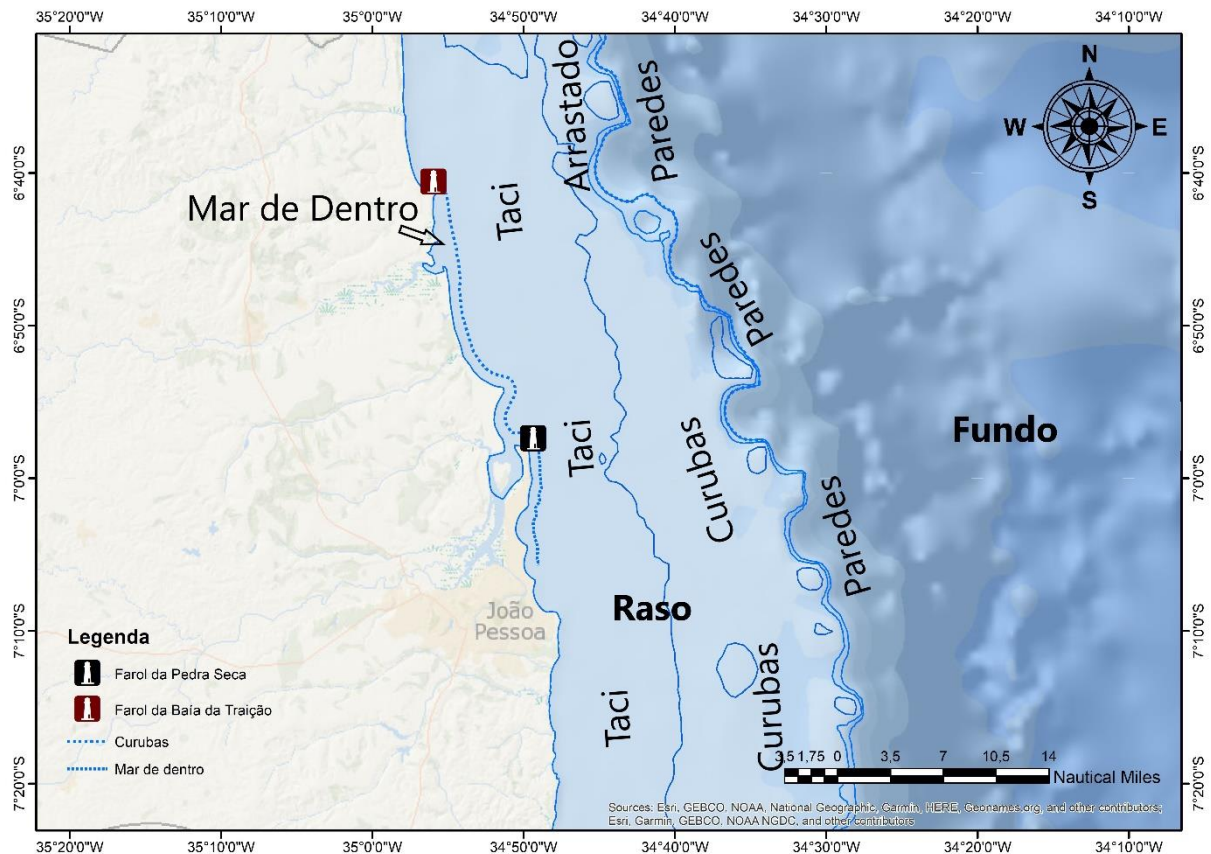 35°20'0"W 35°10'0"W 35°0'0"W 34°50'0"W 34°40'0"W 34°30'0"W 34°20'0"W 34°10'0"W
N
W E
S
Arrastado
Paredes
6°40'0"S 6°40'0"S
Mar de Dentro
Taci
Paredes
6°50'0"S 6°50'0"S
Fundo
Taci
Curubas
7°0'0"S 7°0'0"S
Paredes
João
Pessoa
Raso
7°10'0"S 7°10'0"S
Legenda
Farol da Pedra Seca
Farol da Baía da Traição
Curubas
Mar de dentro
Taci
Curubas
3,5 1,75 0 3,5 7 10,5 14
Nautical Miles
7°20'0"S 7°20'0"S
Sources: Esri, GEBCO, NOAA, National Geographic, Garmin, HERE, Geonames.org, and other contributors;
Esri, Garmin, GEBCO, NOAA NGDC, and other contributors
35°20'0"W 35°10'0"W 35°0'0"W 34°50'0"W 34°40'0"W 34°30'0"W 34°20'0"W 34°10'0"W